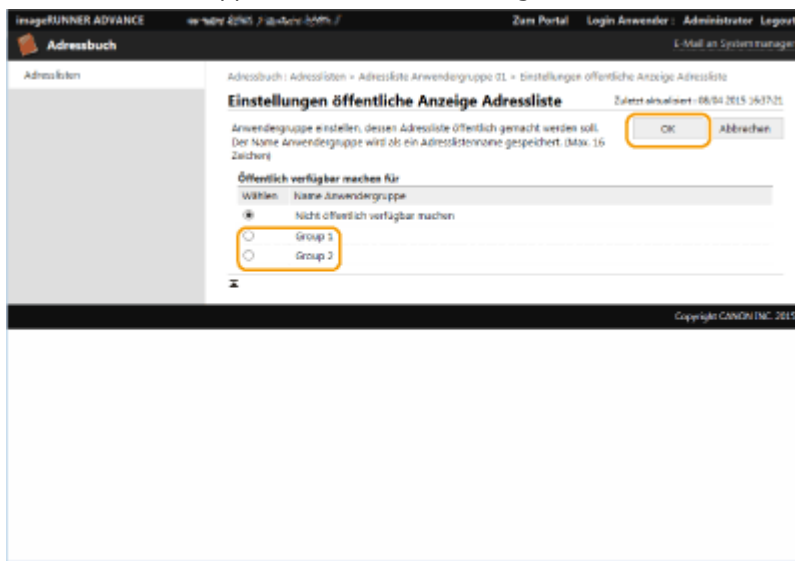 imageRUNNER ADVANCE Zum Portal Login Anwender : Administrator Logout
Adressbuch E-Mail an Systemmanager
Adresslisten
Adressbuch : Adresslisten > Adressliste Anwendergruppe 01 > Einstellungen öffentliche Anzeige Adressliste
Einstellungen öffentliche Anzeige Adressliste Zuletzt aktualisiert : 08/04 2015 16:37:21
Anwendergruppe einstellen, dessen Adressliste öffentlich gemacht werden soll.
Der Name Anwendergruppe wird als ein Adresslistenname gespeichert. (Max. 16
Zeichen)
OK Abbrechen
Öffentlich verfügbar machen für
Wählen Name Anwendergruppe
Nicht öffentlich verfügbar machen
Group 1
Group 2
Copyright CANON INC. 2015